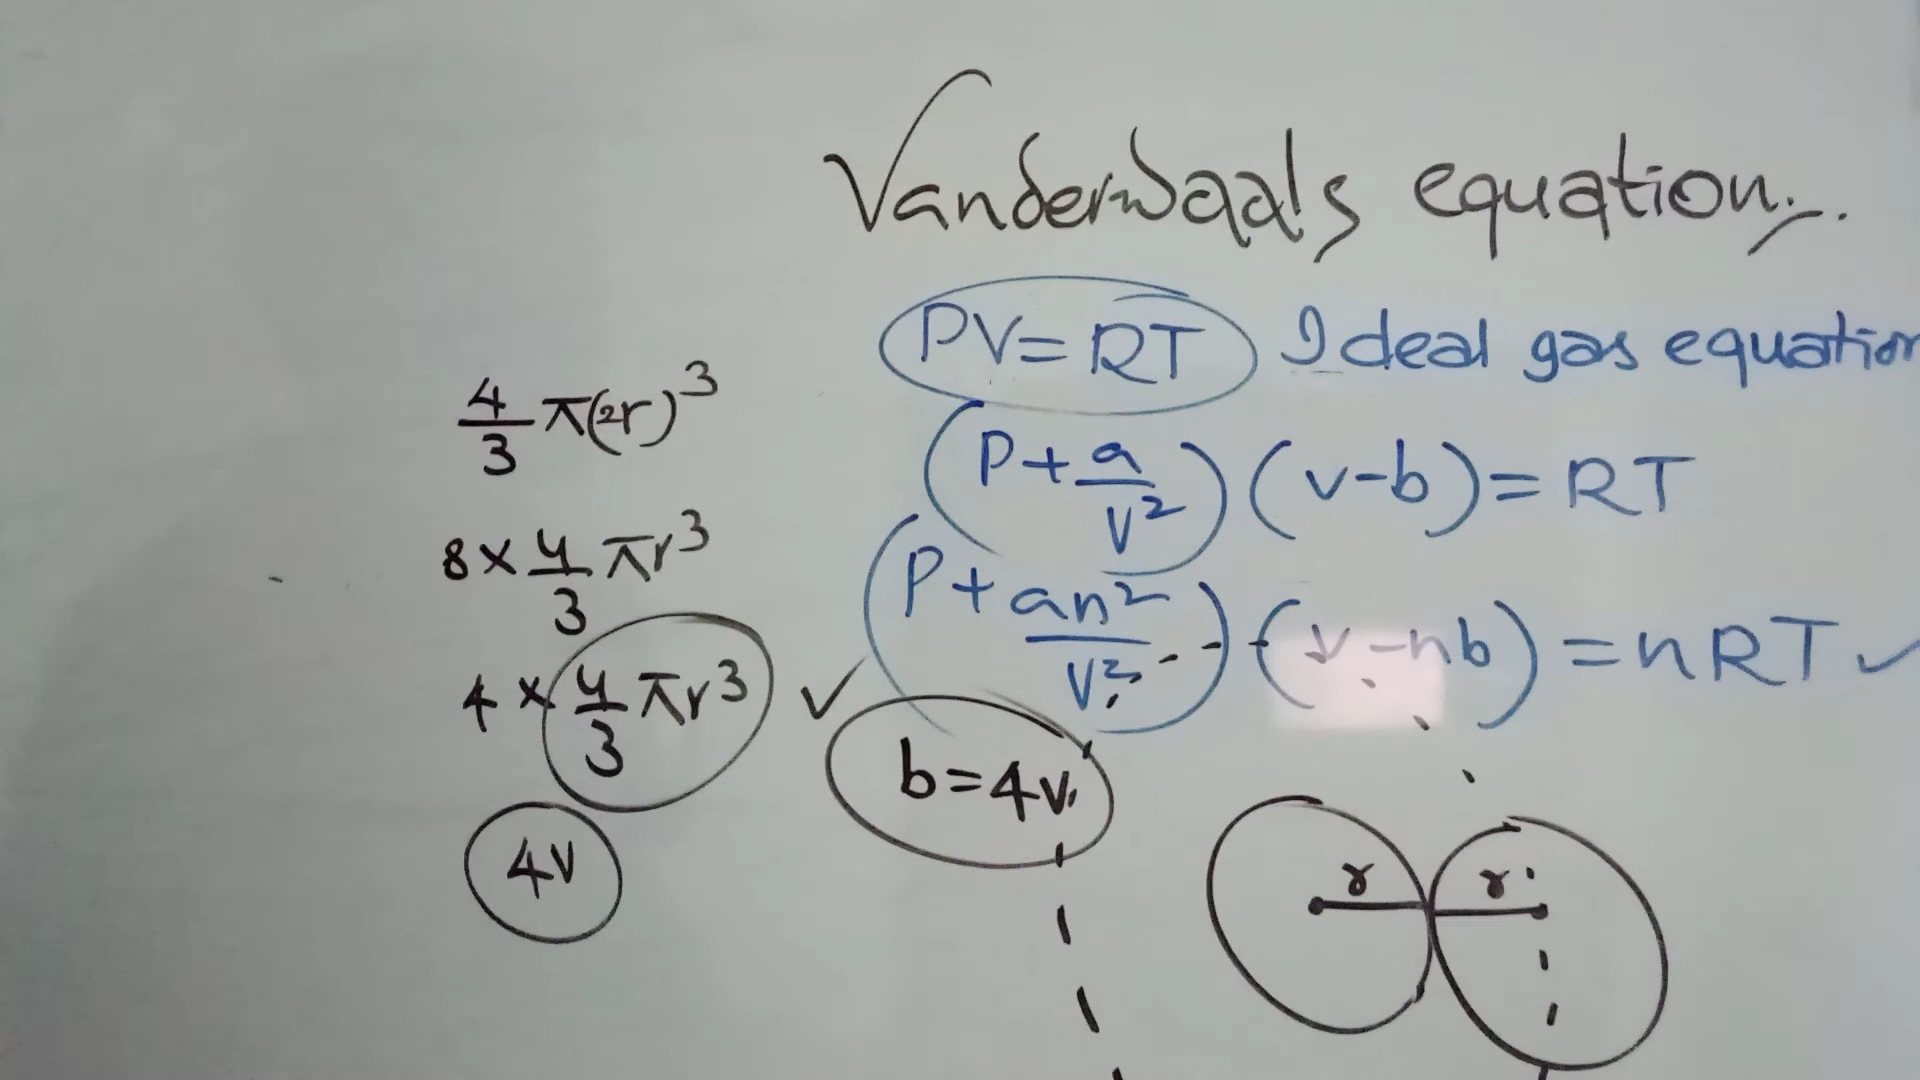 Vanderwaals equation..
PV=RT Ideal gas equation
(P+a/V²)(v-b)=RT
(P+an²/V²)(v-nb)=nRT
4/3 π(2r)³
8×4/3 πr³
4×4/3 πr³
4V
b=4v
r r